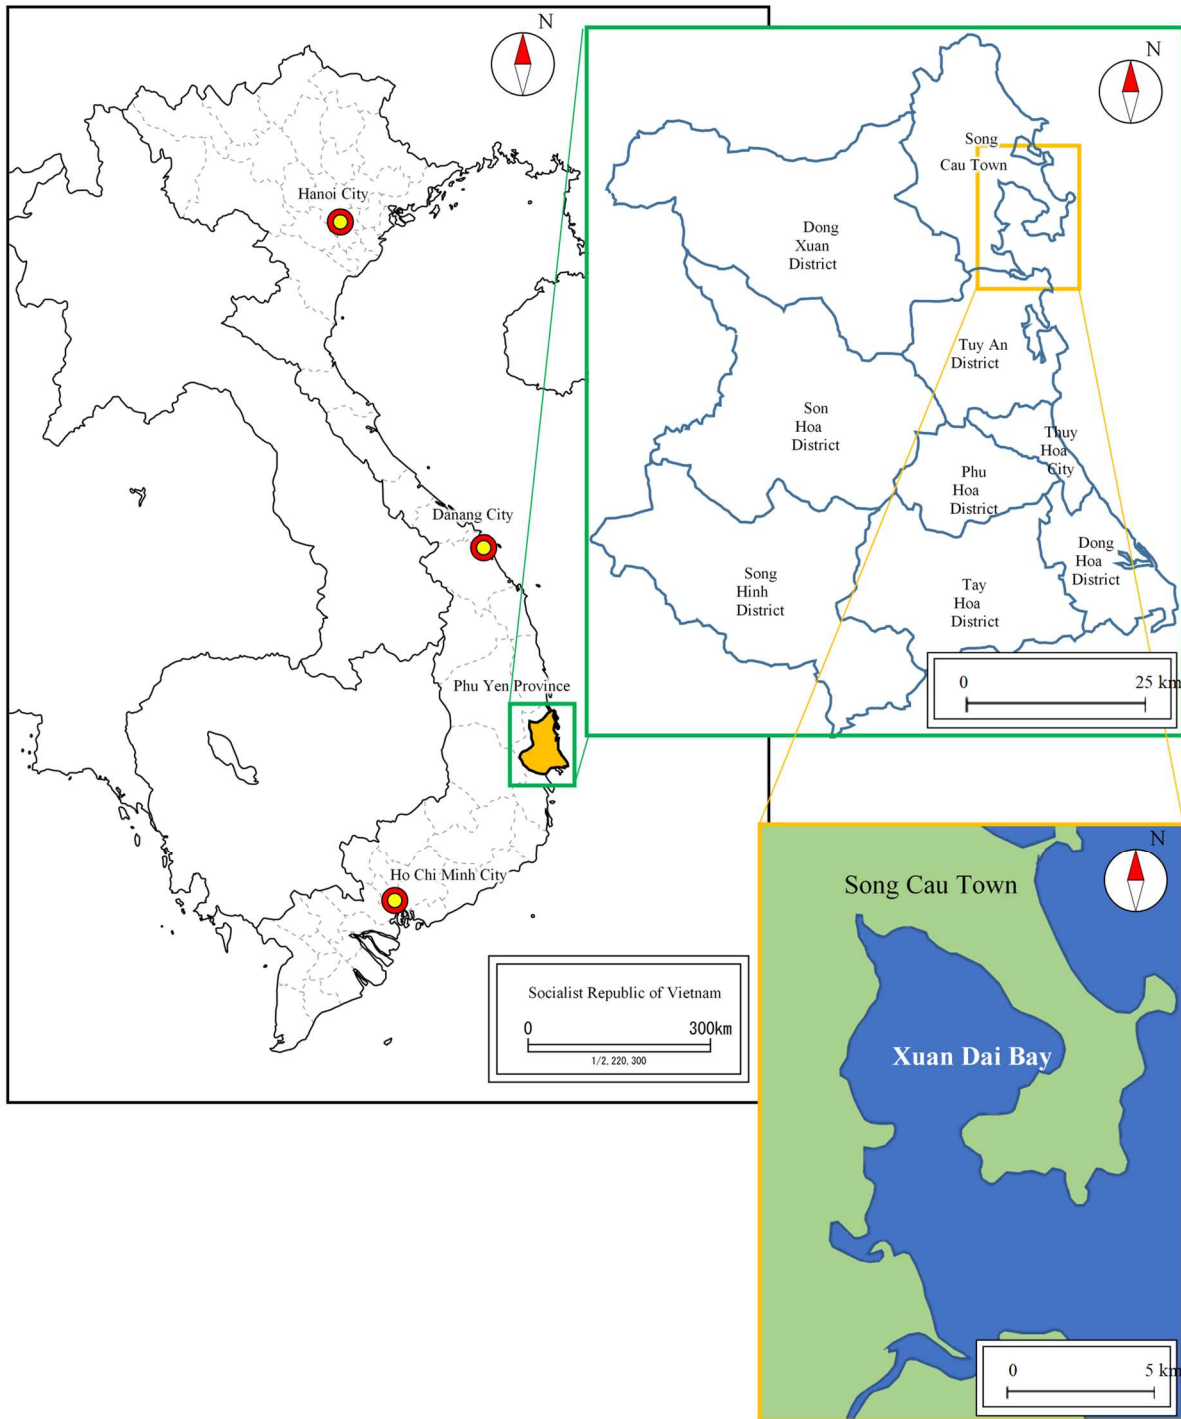 N
Hanoi City
Danang City
Phu Yen Province
Ho Chi Minh City
Socialist Republic of Vietnam
0 300km
1/2,220,300
N
Song
Cau Town
Dong
Xuan
District
Tuy An
District
Son
Hoa
District
Thuy
Hoa
City
Phu
Hoa
District
Dong
Hoa
District
Song
Hinh
District
Tay
Hoa
District
0 25 km
N
Song Cau Town
Xuan Dai Bay
0 5 km